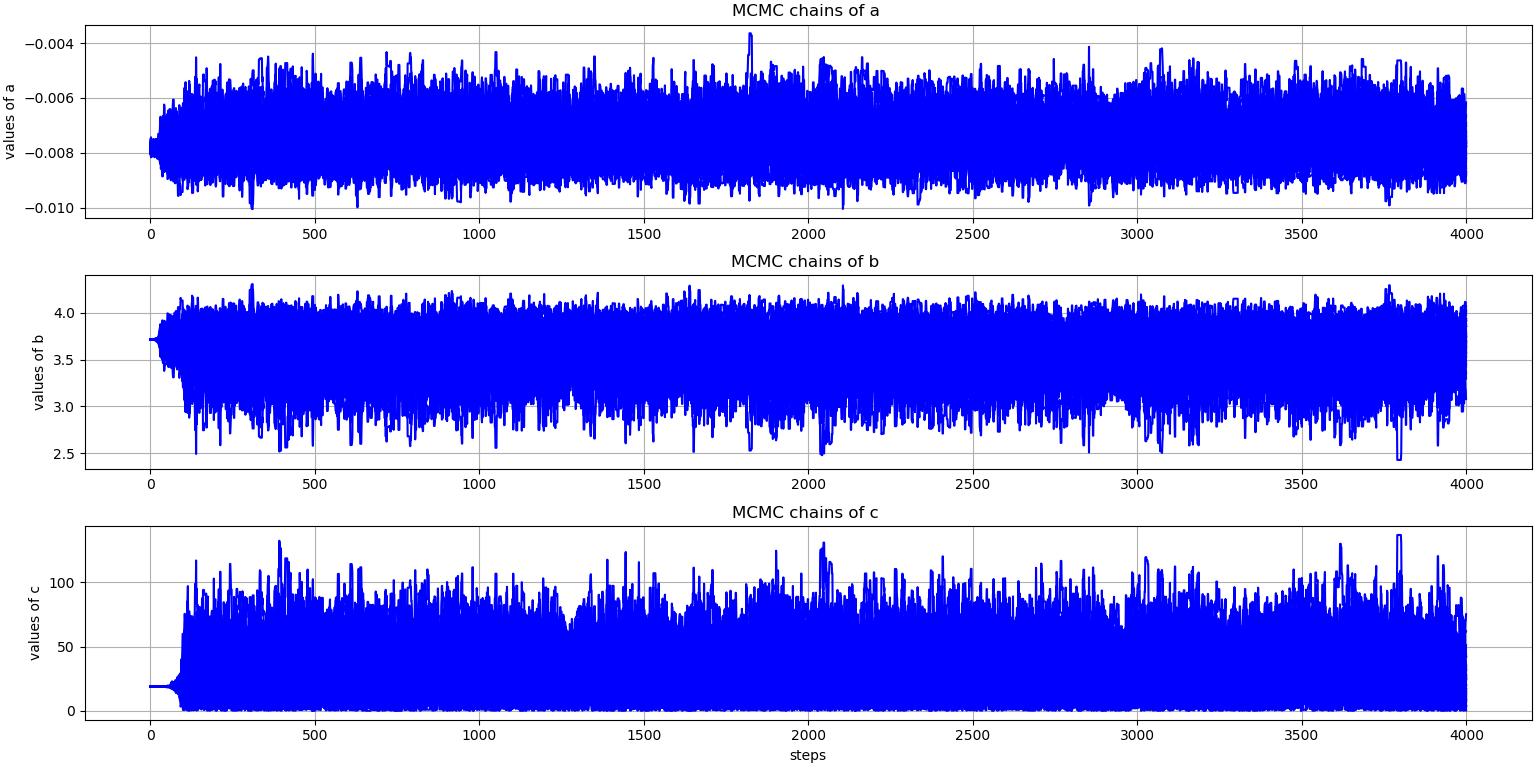 MCMC chains of a
values of a
−0.004
−0.006
−0.008
−0.010
0 500 1000 1500 2000 2500 3000 3500 4000
MCMC chains of b
values of b
4.0
3.5
3.0
2.5
0 500 1000 1500 2000 2500 3000 3500 4000
MCMC chains of c
values of c
100
50
0
0 500 1000 1500 2000 2500 3000 3500 4000
steps